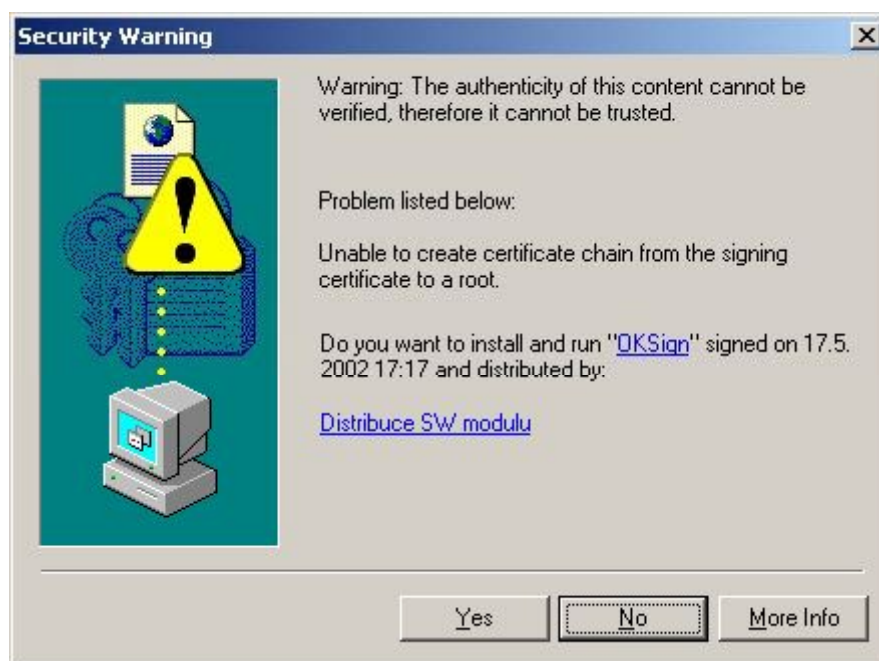 Security Warning
Warning: The authenticity of this content cannot be
verified, therefore it cannot be trusted.
Problem listed below:
Unable to create certificate chain from the signing
certificate to a root.
Do you want to install and run "OKSign" signed on 17.5.
2002 17:17 and distributed by:
Distribuce SW modulu
Yes No More Info